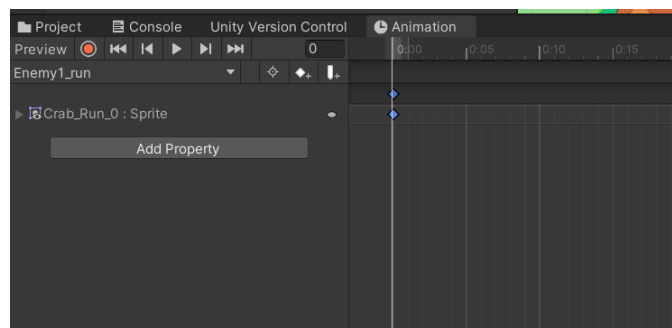 Project Console Unity Version Control Animation
Preview 0 0:00 0:05 0:10 0:15
Enemy1_run
Crab_Run_0 : Sprite
Add Property